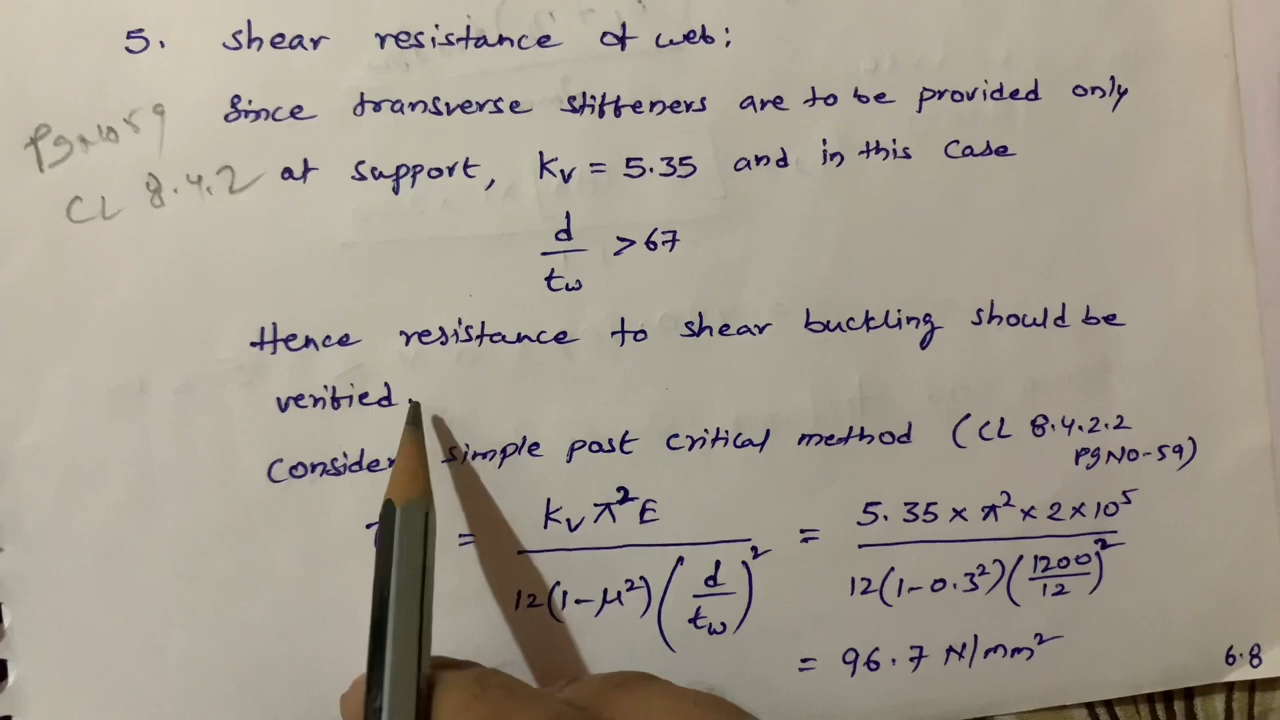 5. Shear resistance of web:
Since transverse stiffeners are to be provided only
Pg No 59
CL 8.4.2
at support, Kv = 5.35 and in this case
d/tw > 67
Hence resistance to shear buckling should be
verified.
Consider simple post critical method (CL 8.4.2.2
Pg NO-59)
= Kv π² E / 12(1-μ²)(d/tw)² = 5.35 × π² × 2 × 10⁵ / 12(1-0.3²)(1200/12)²
= 96.7 N/mm²
6.8